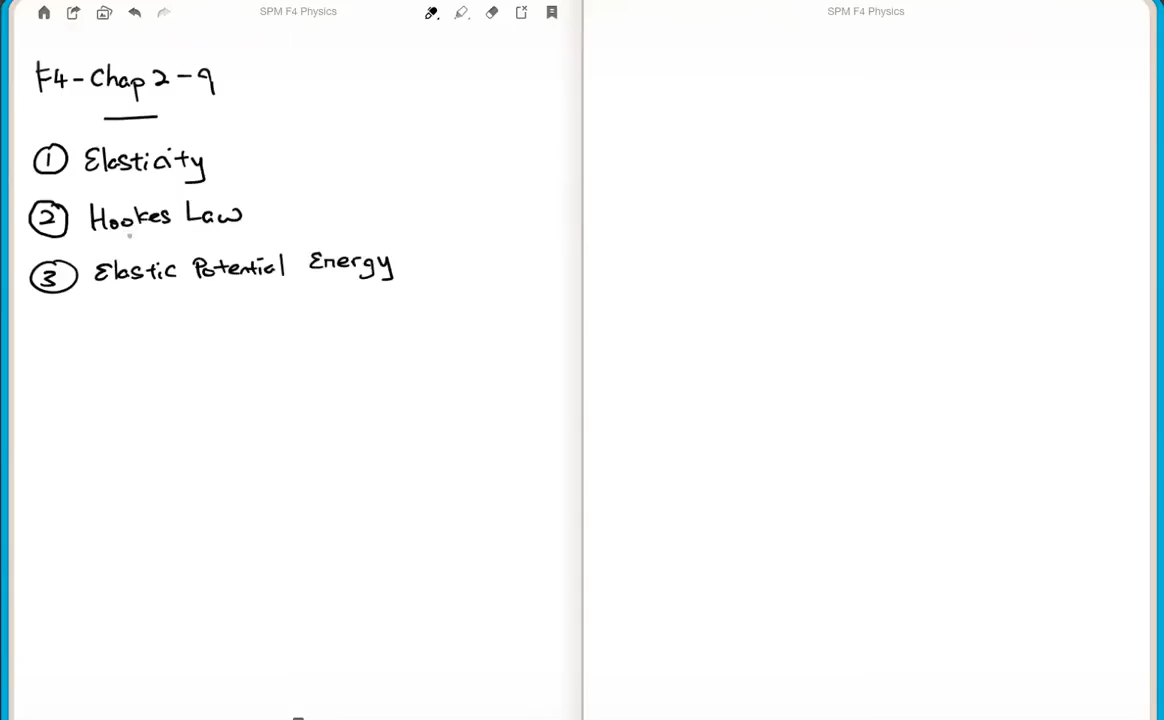 SPM F4 Physics
F4 - Chap 2 - 9
① Elasticity
② Hookes Law
③ Elastic Potential Energy
SPM F4 Physics